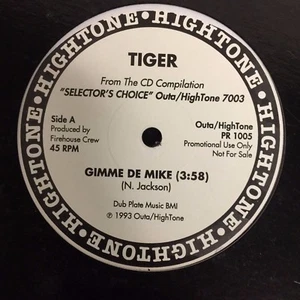 HIGHTONE • HIGHTONE • HIGHTONE • HIGHTONE • HIGHTONE • HIGHTONE •
TIGER
From The CD Compilation
"SELECTOR'S CHOICE" Outa/HighTone 7003
Side A
Produced by
Firehouse Crew
45 RPM
Outa/HighTone
PR 1005
Promotional Use Only
Not For Sale
GIMME DE MIKE (3:58)
(N. Jackson)
Dub Plate Music BMI
℗ 1993 Outa/HighTone